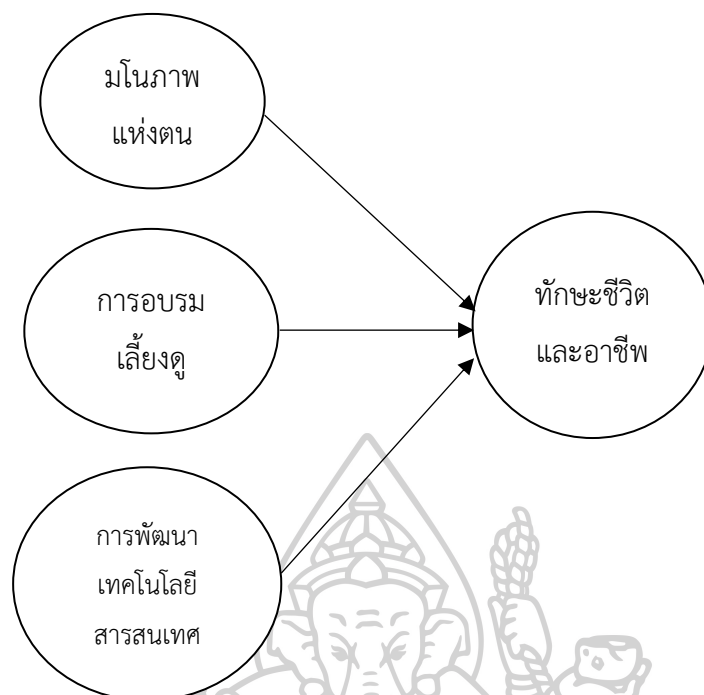 มโนภาพ
แห่งตน
การอบรม
เลี้ยงดู
ทักษะชีวิต
และอาชีพ
การพัฒนา
เทคโนโลยี
สารสนเทศ